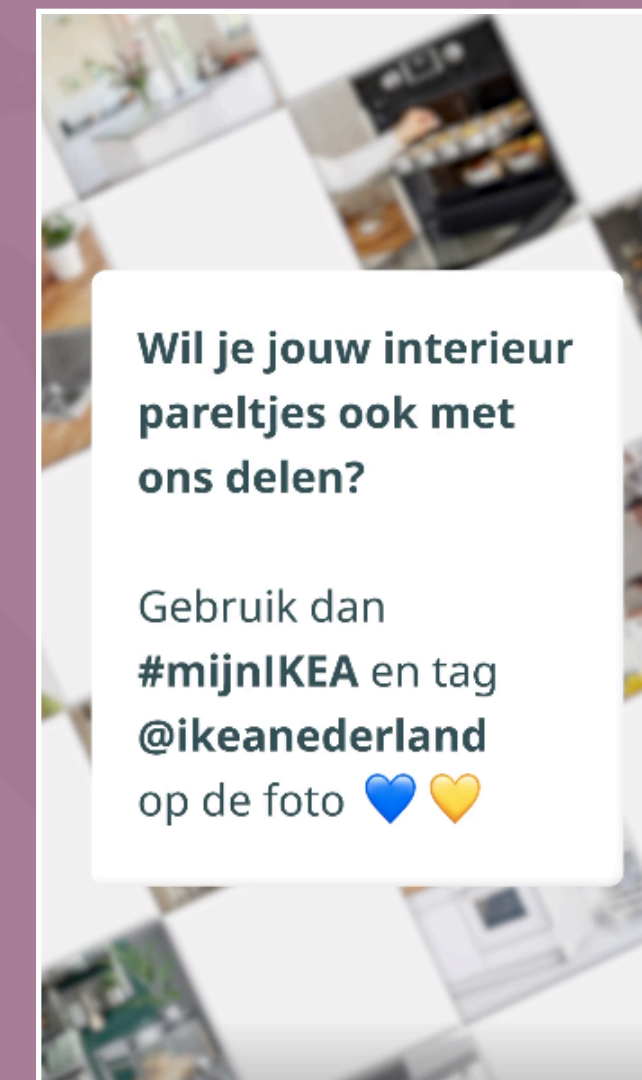 Wil je jouw interieur
pareltjes ook met
ons delen?
Gebruik dan
#mijnIKEA en tag
@ikeanederland
op de foto 💙 💛